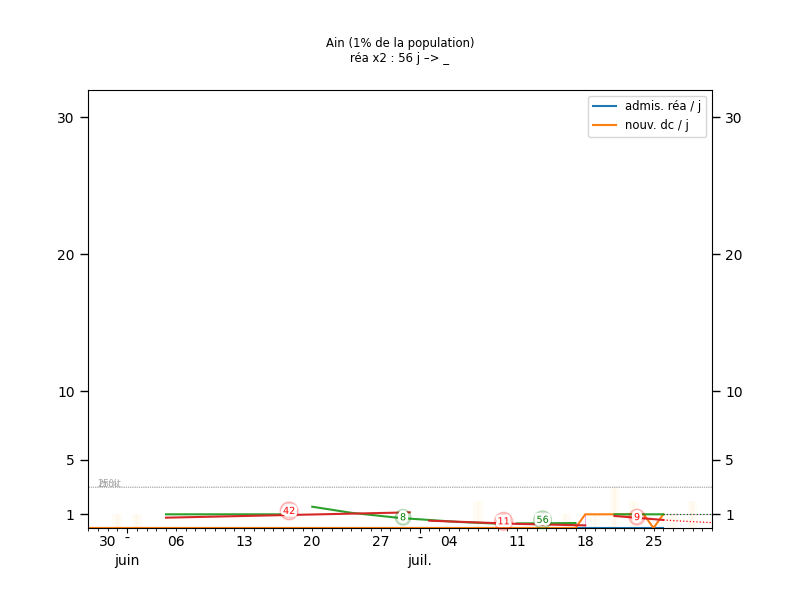 Ain (1% de la population)
réa x2 : 56 j –> _
admis. réa / j
nouv. dc / j
30 30
20 20
10 10
5 5
1 1
42 8 11 56 9
30 - 06 13 20 27 - 04 11 18 25
juin juil.